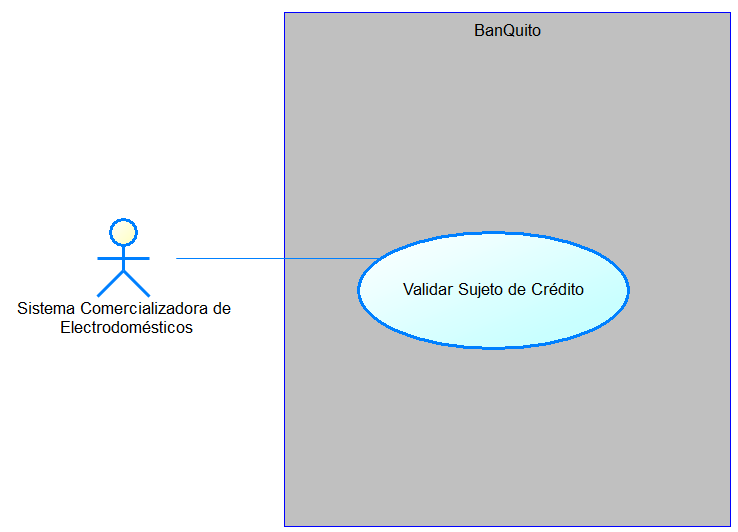 BanQuito
Validar Sujeto de Crédito
Sistema Comercializadora de
Electrodomésticos